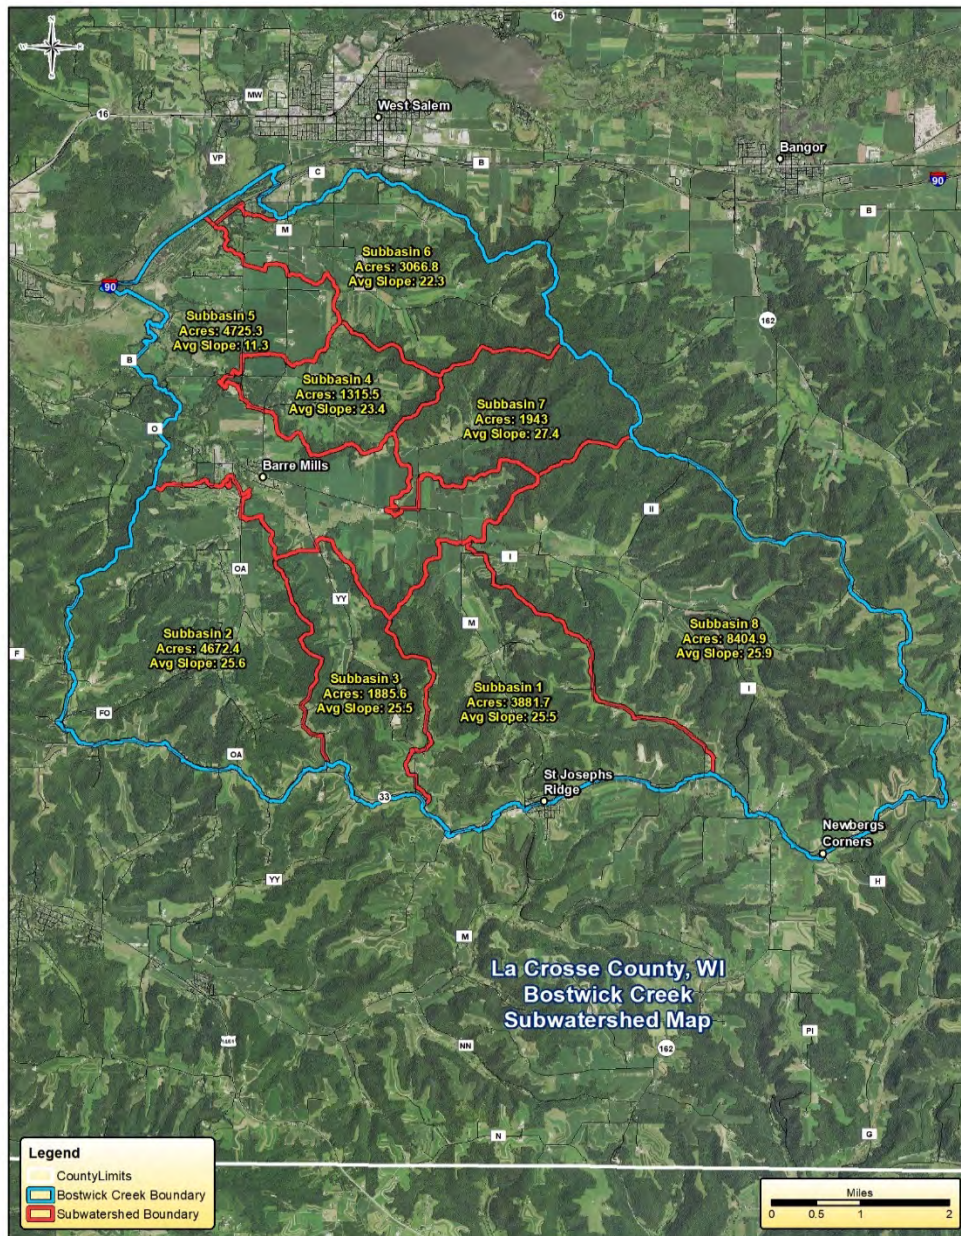 16
16
MW
West Salem
VP
C
B
Bangor
90
B
M
Subbasin 6
Acres: 3066.8
Avg Slope: 22.3
90
Subbasin 5
Acres: 4725.3
Avg Slope: 11.3
162
B
Subbasin 4
Acres: 1315.5
Avg Slope: 23.4
Subbasin 7
Acres: 1943
Avg Slope: 27.4
O
Barre Mills
II
I
OA
YY
M
Subbasin 8
Acres: 8404.9
Avg Slope: 25.9
Subbasin 2
Acres: 4672.4
Avg Slope: 25.6
F
Subbasin 3
Acres: 1885.6
Avg Slope: 25.5
Subbasin 1
Acres: 3881.7
Avg Slope: 25.5
I
FO
OA
33
St Josephs
Ridge
Newbergs
Corners
YY
H
M
La Crosse County, WI
Bostwick Creek
Subwatershed Map
PI
NN
162
N
G
Legend
CountyLimits
Bostwick Creek Boundary
Subwatershed Boundary
Miles
0 0.5 1 2